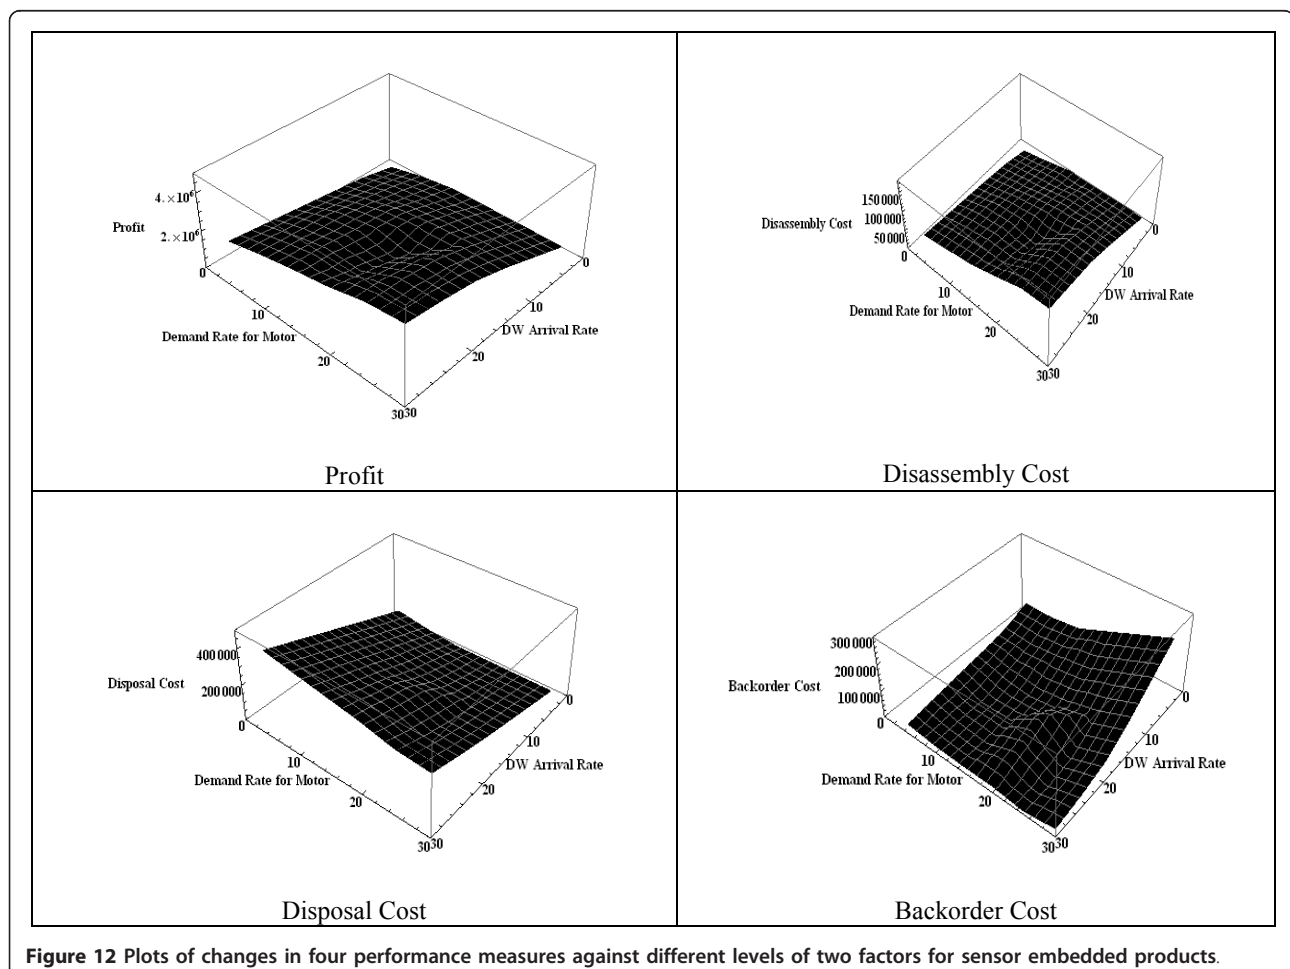 4.×10⁶
Profit
2.×10⁶
0
10
Demand Rate for Motor
20
30
30
20
DW Arrival Rate
10
0
Profit
150000
Disassembly Cost
100000
50000
0
10
Demand Rate for Motor
20
30
30
20
DW Arrival Rate
10
0
Disassembly Cost
400000
Disposal Cost
200000
0
10
Demand Rate for Motor
20
30
30
20
DW Arrival Rate
10
0
Disposal Cost
300000
200000
Backorder Cost
100000
0
10
Demand Rate for Motor
20
30
30
20
DW Arrival Rate
10
0
Backorder Cost
Figure 12 Plots of changes in four performance measures against different levels of two factors for sensor embedded products.